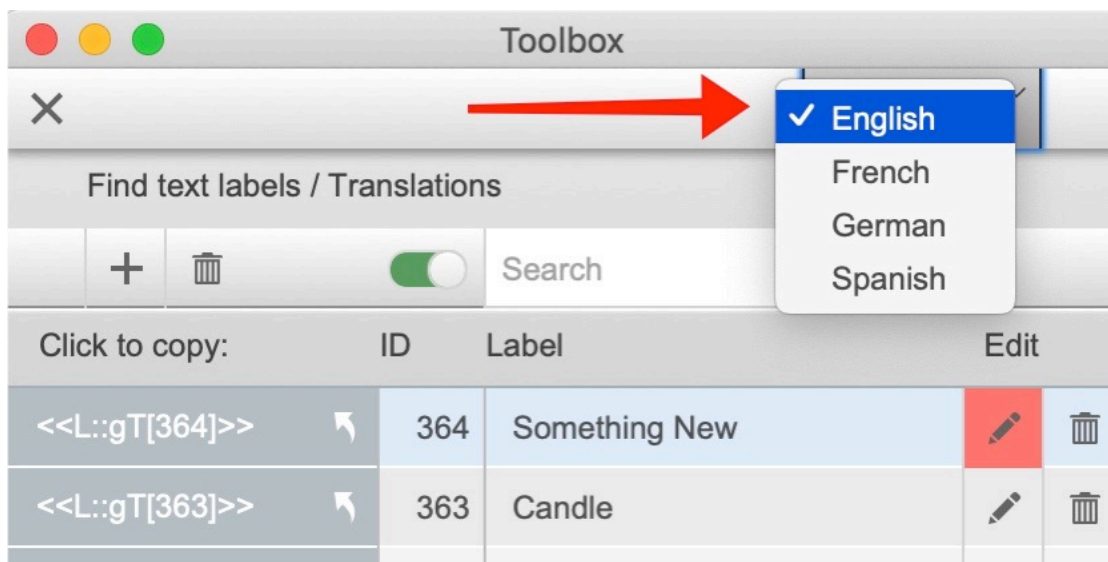 Toolbox
English
French
German
Spanish
Find text labels / Translations
Search
Click to copy: ID Label Edit
<<L::gT[364]>> 364 Something New
<<L::gT[363]>> 363 Candle